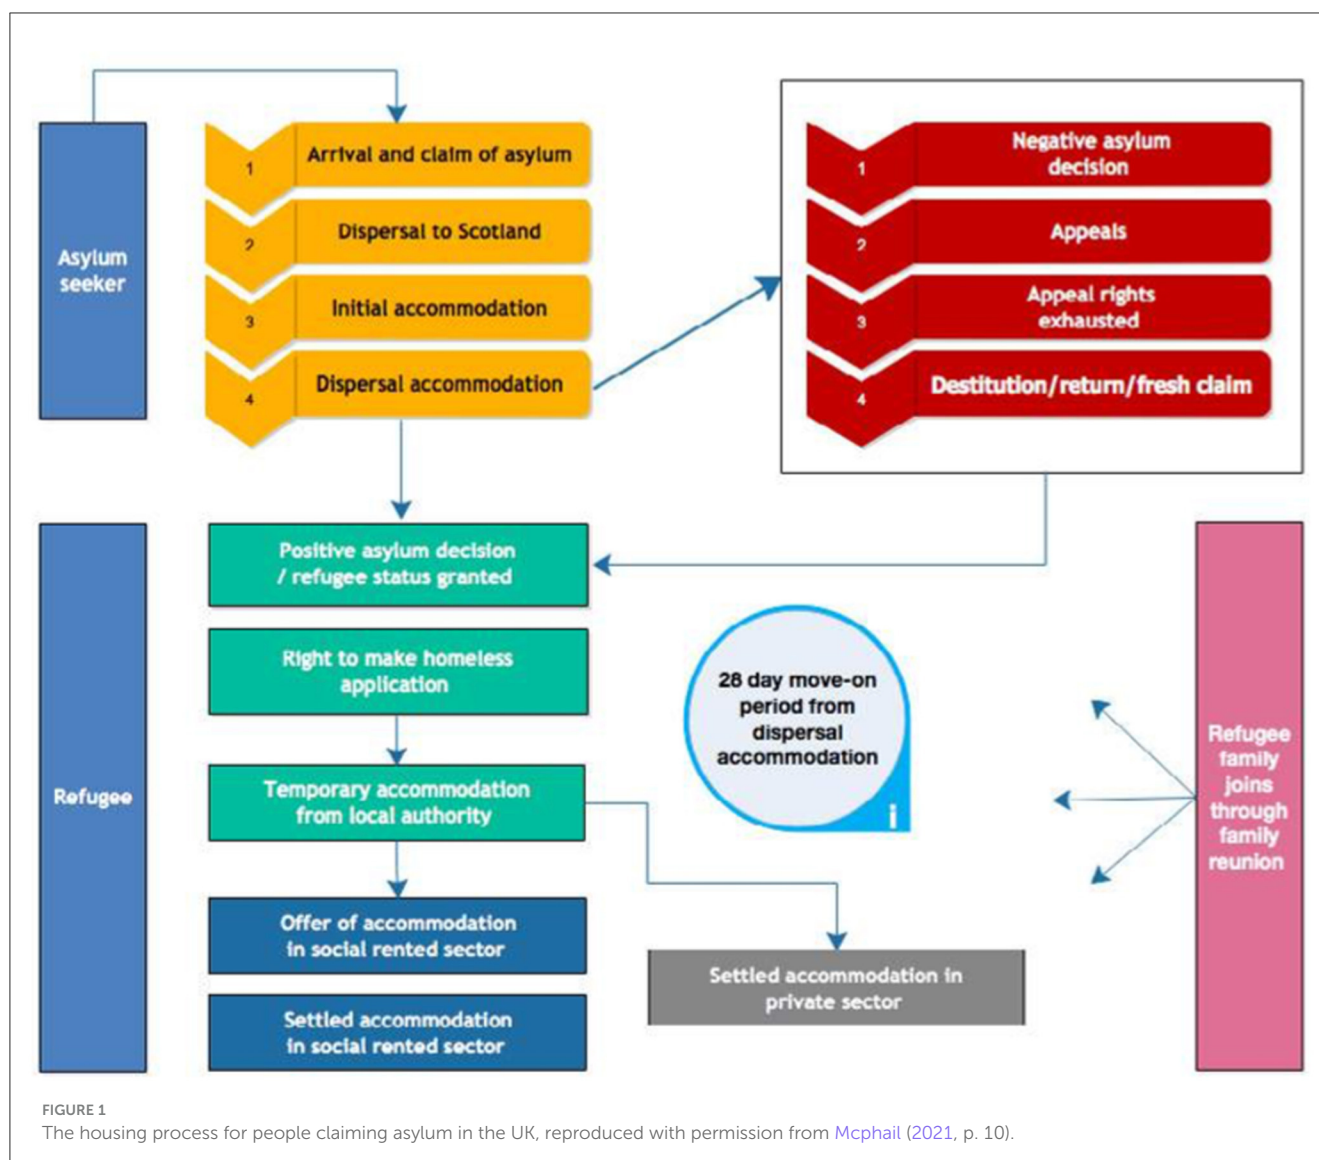 Asylum
seeker
1
Arrival and claim of asylum
2
Dispersal to Scotland
3
Initial accommodation
4
Dispersal accommodation
1
Negative asylum
decision
2
Appeals
3
Appeal rights
exhausted
4
Destitution/return/fresh claim
Refugee
Positive asylum decision
/ refugee status granted
Right to make homeless
application
Temporary accommodation
from local authority
Offer of accommodation
in social rented sector
Settled accommodation
in social rented sector
28 day move-on
period from
dispersal
accommodation
i
Settled accommodation in
private sector
Refugee
family
joins
through
family
reunion
FIGURE 1
The housing process for people claiming asylum in the UK, reproduced with permission from Mcphail (2021, p. 10).